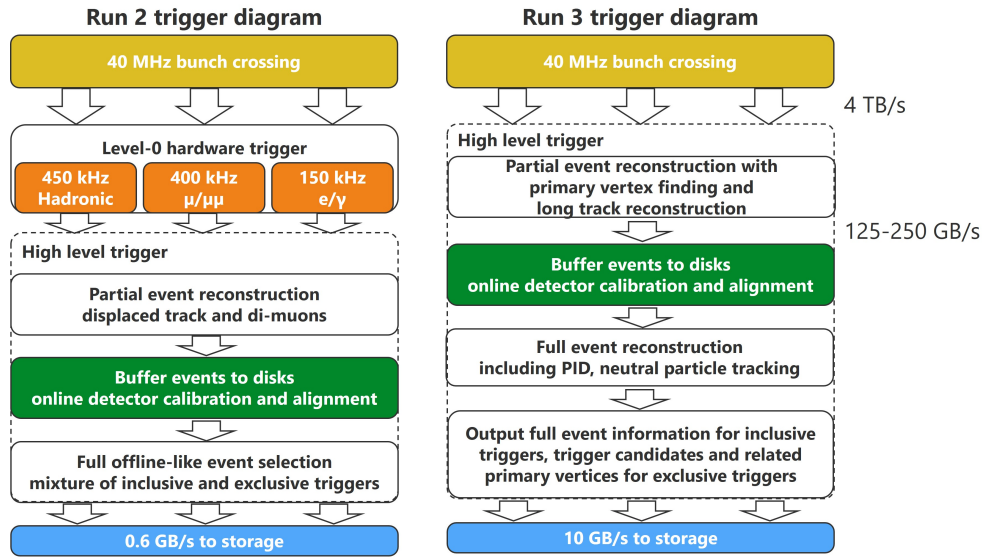 Run 2 trigger diagram
40 MHz bunch crossing
Level-0 hardware trigger
450 kHz
Hadronic
400 kHz
μ/μμ
150 kHz
e/γ
High level trigger
Partial event reconstruction
displaced track and di-muons
Buffer events to disks
online detector calibration and alignment
Full offline-like event selection
mixture of inclusive and exclusive triggers
0.6 GB/s to storage
Run 3 trigger diagram
40 MHz bunch crossing
4 TB/s
High level trigger
Partial event reconstruction with
primary vertex finding and
long track reconstruction
125-250 GB/s
Buffer events to disks
online detector calibration and alignment
Full event reconstruction
including PID, neutral particle tracking
Output full event information for inclusive
triggers, trigger candidates and related
primary vertices for exclusive triggers
10 GB/s to storage